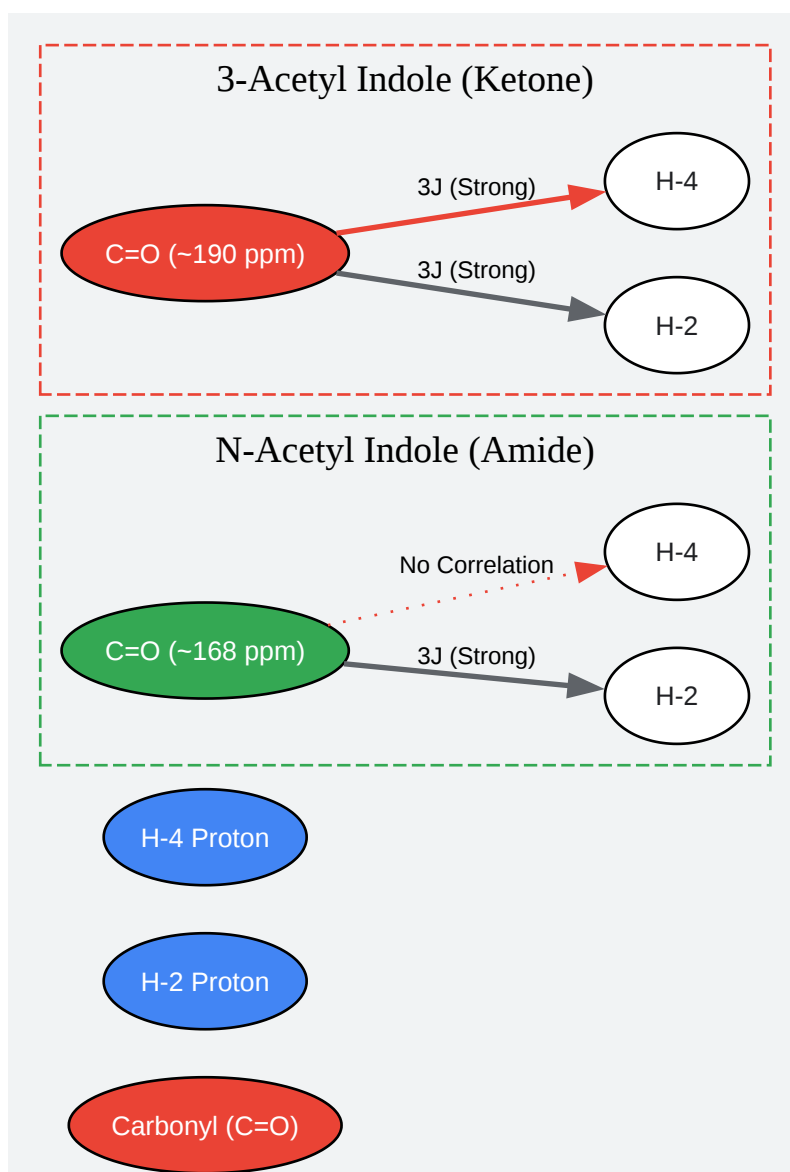 3-Acetyl Indole (Ketone)
3J (Strong)
H-4
C=O (~190 ppm)
3J (Strong)
H-2
N-Acetyl Indole (Amide)
No Correlation
H-4
C=O (~168 ppm)
3J (Strong)
H-2
H-4 Proton
H-2 Proton
Carbonyl (C=O)